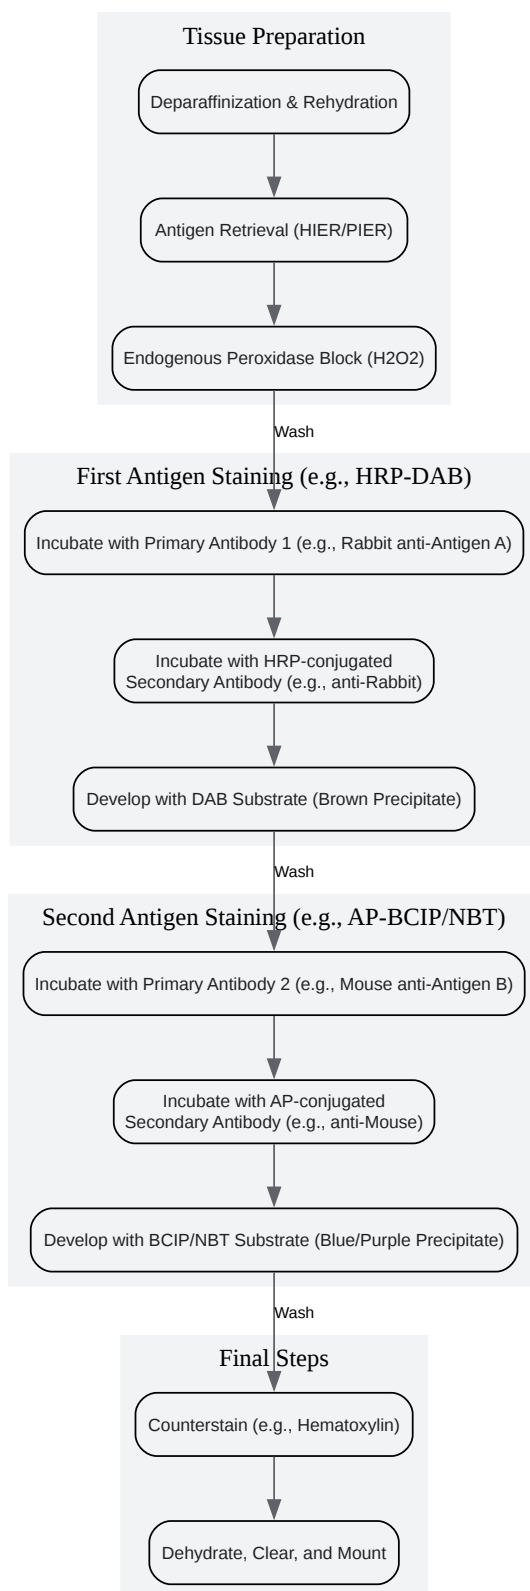 Tissue Preparation
Deparaffinization & Rehydration
Antigen Retrieval (HIER/PIER)
Endogenous Peroxidase Block (H2O2)
Wash
First Antigen Staining (e.g., HRP-DAB)
Incubate with Primary Antibody 1 (e.g., Rabbit anti-Antigen A)
Incubate with HRP-conjugated
Secondary Antibody (e.g., anti-Rabbit)
Develop with DAB Substrate (Brown Precipitate)
Wash
Second Antigen Staining (e.g., AP-BCIP/NBT)
Incubate with Primary Antibody 2 (e.g., Mouse anti-Antigen B)
Incubate with AP-conjugated
Secondary Antibody (e.g., anti-Mouse)
Develop with BCIP/NBT Substrate (Blue/Purple Precipitate)
Wash
Final Steps
Counterstain (e.g., Hematoxylin)
Dehydrate, Clear, and Mount